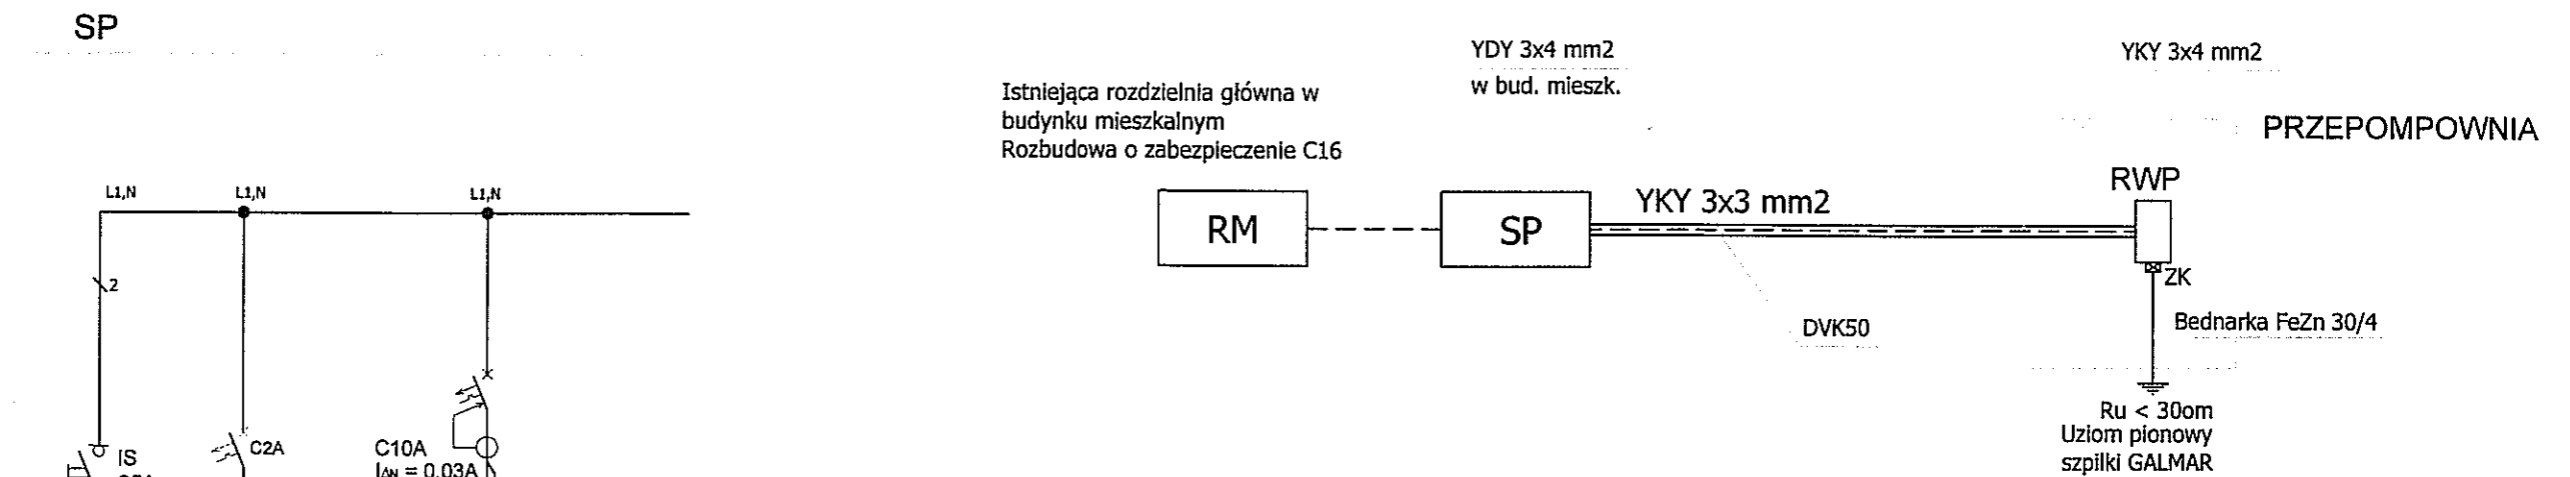 SP
L1,N
L1,N
L1,N
2
IS
C2A
C10A
I∆N = 0.03A
Istniejąca rozdzielnia główna w
budynku mieszkalnym
Rozbudowa o zabezpieczenie C16
YDY 3x4 mm2
w bud. mieszk.
YKY 3x4 mm2
PRZEPOMPOWNIA
RWP
RM
SP
YKY 3x3 mm2
ZK
DVK50
Bednarka FeZn 30/4
Ru < 30om
Uziom pionowy
szpilki GALMAR